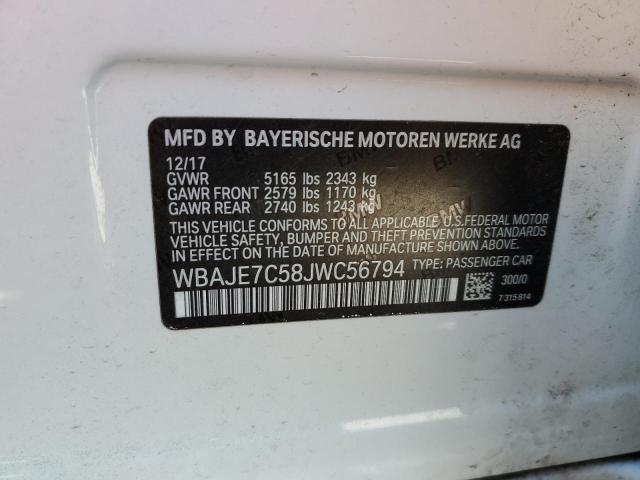 MFD BY BAYERISCHE MOTOREN WERKE AG
12/17
GVWR 5165 lbs 2343 kg
GAWR FRONT 2579 lbs 1170 kg
GAWR REAR 2740 lbs 1243 kg
THIS VEHICLE CONFORMS TO ALL APPLICABLE U.S.FEDERAL MOTOR
VEHICLE SAFETY, BUMPER, AND THEFT PREVENTION STANDARDS
IN EFFECT ON THE DATE OF MANUFACTURE SHOWN ABOVE.
WBAJE7C58JWC56794 TYPE: PASSENGER CAR
300/0
7 315 814